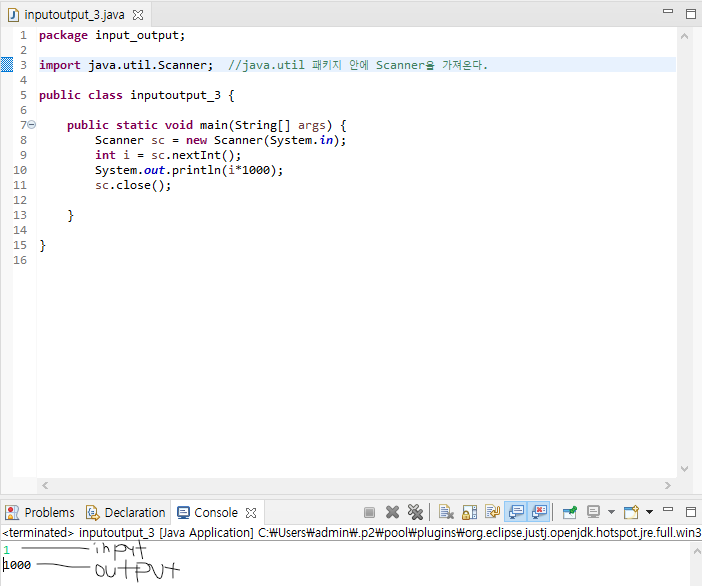 inputoutput_3.java
1 package input_output;
2
3 import java.util.Scanner;  //java.util 패키지 안에 Scanner을 가져온다.
4
5 public class inputoutput_3 {
6
7     public static void main(String[] args) {
8         Scanner sc = new Scanner(System.in);
9         int i = sc.nextInt();
10         System.out.println(i*1000);
11         sc.close();
12
13     }
14
15 }
16
Problems Declaration Console
<terminated> inputoutput_3 [Java Application] C:₩Users₩admin₩.p2₩pool₩plugins₩org.eclipse.justj.openjdk.hotspot.jre.full.win3
1 input
1000 output